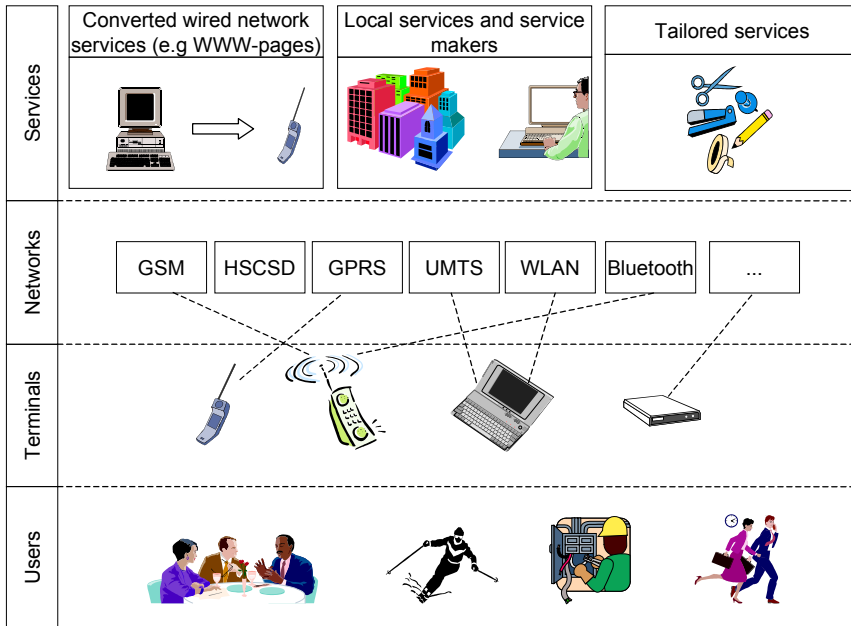 Services
Converted wired network
services (e.g WWW-pages)
Local services and service
makers
Tailored services
Networks
GSM
HSCSD
GPRS
UMTS
WLAN
Bluetooth
...
Terminals
Users